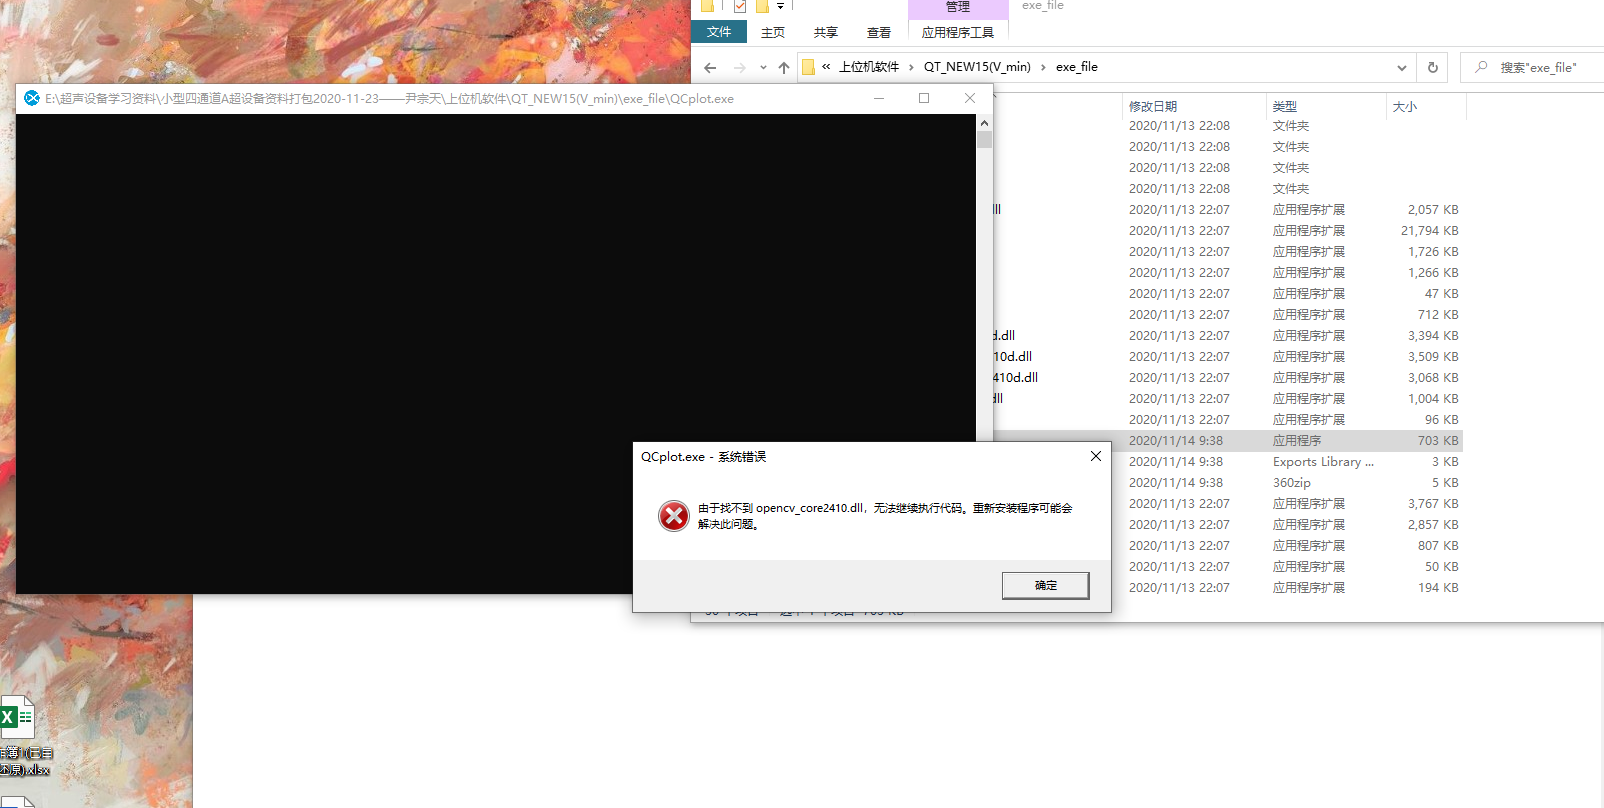 管理
exe_file
文件
主页
共享
查看
应用程序工具
« 上位机软件 › QT_NEW15(V_min) › exe_file
搜索"exe_file"
E:\超声设备学习资料\小型四通道A超设备资料打包2020-11-23——尹宗天\上位机软件\QT_NEW15(V_min)\exe_file\QCplot.exe
修改日期 类型 大小
2020/11/13 22:08 文件夹
2020/11/13 22:08 文件夹
2020/11/13 22:08 文件夹
2020/11/13 22:08 文件夹
ll 2020/11/13 22:07 应用程序扩展 2,057 KB
2020/11/13 22:07 应用程序扩展 21,794 KB
2020/11/13 22:07 应用程序扩展 1,726 KB
2020/11/13 22:07 应用程序扩展 1,266 KB
2020/11/13 22:07 应用程序扩展 47 KB
2020/11/13 22:07 应用程序扩展 712 KB
d.dll 2020/11/13 22:07 应用程序扩展 3,394 KB
10d.dll 2020/11/13 22:07 应用程序扩展 3,509 KB
410d.dll 2020/11/13 22:07 应用程序扩展 3,068 KB
dll 2020/11/13 22:07 应用程序扩展 1,004 KB
2020/11/13 22:07 应用程序扩展 96 KB
2020/11/14 9:38 应用程序 703 KB
2020/11/14 9:38 Exports Library ... 3 KB
2020/11/14 9:38 360zip 5 KB
2020/11/13 22:07 应用程序扩展 3,767 KB
2020/11/13 22:07 应用程序扩展 2,857 KB
2020/11/13 22:07 应用程序扩展 807 KB
2020/11/13 22:07 应用程序扩展 50 KB
2020/11/13 22:07 应用程序扩展 194 KB
QCplot.exe - 系统错误
由于找不到 opencv_core2410.dll，无法继续执行代码。重新安装程序可能会
解决此问题。
确定
还原).xlsx